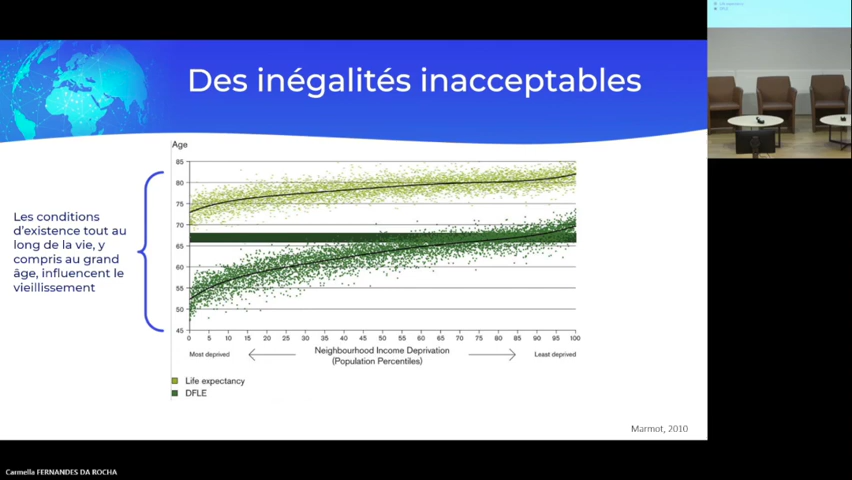 Des inégalités inacceptables
Les conditions
d'existence tout au
long de la vie, y
compris au grand
âge, influencent le
vieillissement
Age
85
80
75
70
65
60
55
50
45
0 5 10 15 20 25 30 35 40 45 50 55 60 65 70 75 80 85 90 95 100
Most deprived
Neighbourhood Income Deprivation
(Population Percentiles)
Least deprived
Life expectancy
DFLE
Marmot, 2010
Carmella FERNANDES DA ROCHA
Life expectancy
DFLE